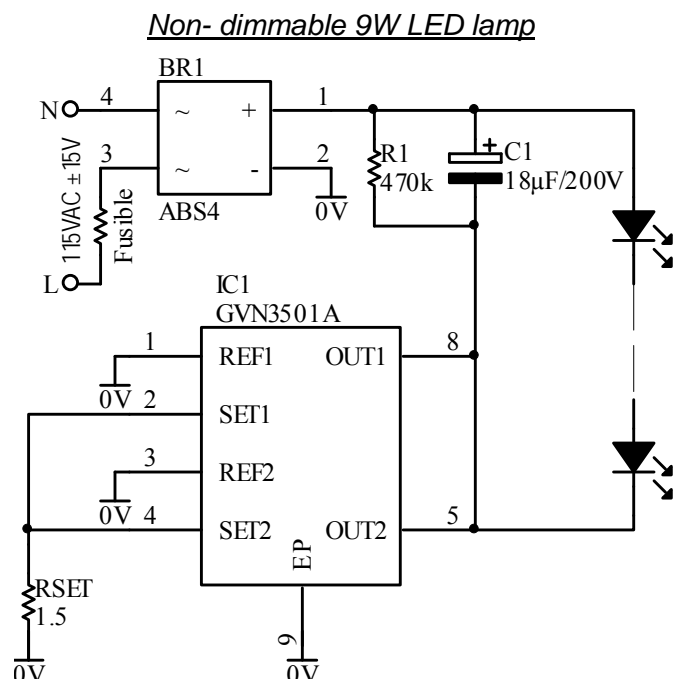 Non- dimmable 9W LED lamp
BR1
N
4
~
+
1
3
~
-
2
ABS4
0V
R1
470k
+
C1
18µF/200V
115VAC ± 15V
Fusible
L
IC1
GVN3501A
1
REF1
OUT1
8
0V
2
SET1
3
REF2
0V
4
SET2
OUT2
5
EP
RSET
1.5
9
0V
0V